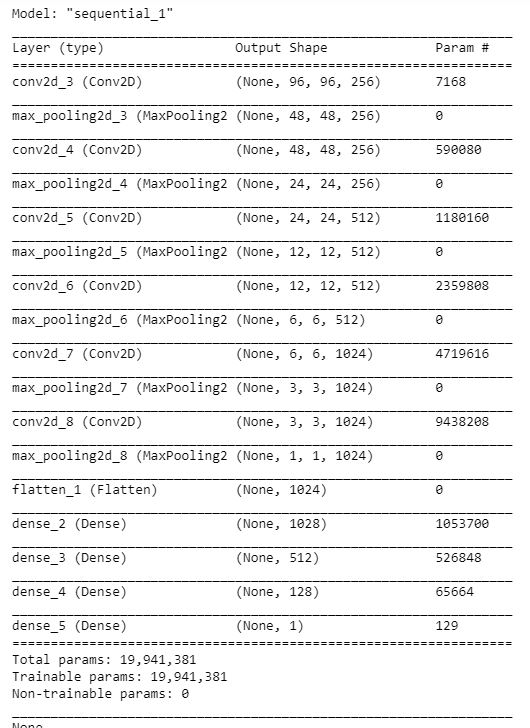 Model: "sequential_1"
_________________________________________________________________
Layer (type)                 Output Shape              Param #
=================================================================
conv2d_3 (Conv2D)            (None, 96, 96, 256)       7168
_________________________________________________________________
max_pooling2d_3 (MaxPooling2 (None, 48, 48, 256)       0
_________________________________________________________________
conv2d_4 (Conv2D)            (None, 48, 48, 256)       590080
_________________________________________________________________
max_pooling2d_4 (MaxPooling2 (None, 24, 24, 256)       0
_________________________________________________________________
conv2d_5 (Conv2D)            (None, 24, 24, 512)       1180160
_________________________________________________________________
max_pooling2d_5 (MaxPooling2 (None, 12, 12, 512)       0
_________________________________________________________________
conv2d_6 (Conv2D)            (None, 12, 12, 512)       2359808
_________________________________________________________________
max_pooling2d_6 (MaxPooling2 (None, 6, 6, 512)         0
_________________________________________________________________
conv2d_7 (Conv2D)            (None, 6, 6, 1024)        4719616
_________________________________________________________________
max_pooling2d_7 (MaxPooling2 (None, 3, 3, 1024)        0
_________________________________________________________________
conv2d_8 (Conv2D)            (None, 3, 3, 1024)        9438208
_________________________________________________________________
max_pooling2d_8 (MaxPooling2 (None, 1, 1, 1024)        0
_________________________________________________________________
flatten_1 (Flatten)          (None, 1024)              0
_________________________________________________________________
dense_2 (Dense)              (None, 1028)              1053700
_________________________________________________________________
dense_3 (Dense)              (None, 512)               526848
_________________________________________________________________
dense_4 (Dense)              (None, 128)               65664
_________________________________________________________________
dense_5 (Dense)              (None, 1)                 129
=================================================================
Total params: 19,941,381
Trainable params: 19,941,381
Non-trainable params: 0
_________________________________________________________________
None